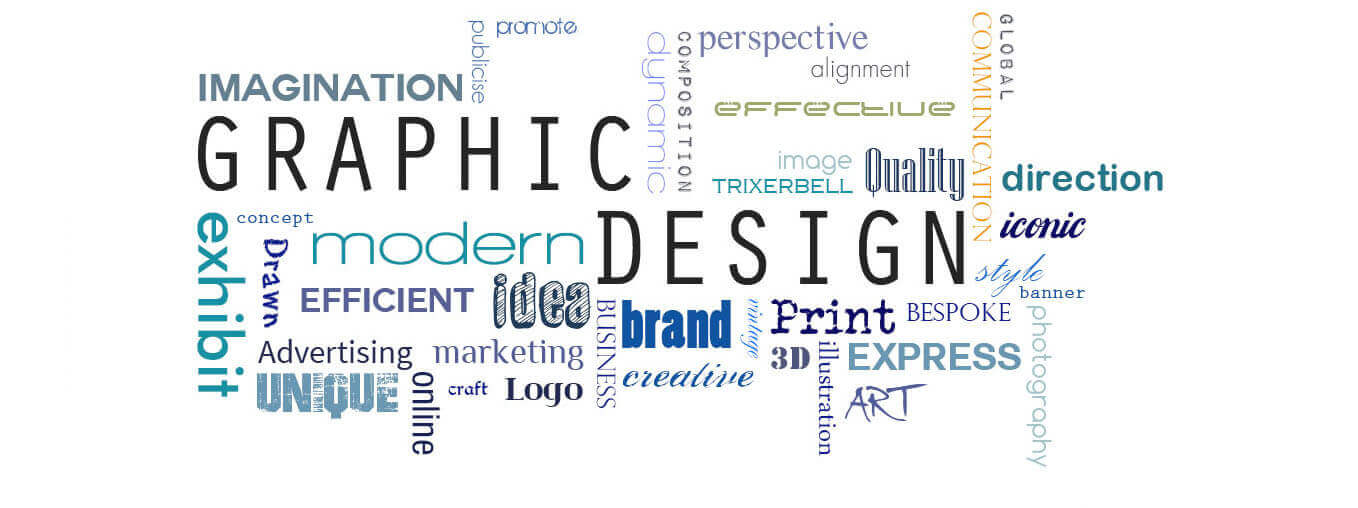 promote
publicise
IMAGINATION
GRAPHIC
dynamic
COMPOSITION
perspective
alignment
effective
image
TRIXERBELL
Quality
COMMUNICATION
GLOBAL
direction
iconic
exhibit
concept
Drawn
modern
DESIGN
style
banner
EFFICIENT
idea
BUSINESS
brand
vintage
Print
BESPOKE
photography
Advertising
marketing
creative
3D
illustration
EXPRESS
UNIQUE
online
craft
Logo
ART